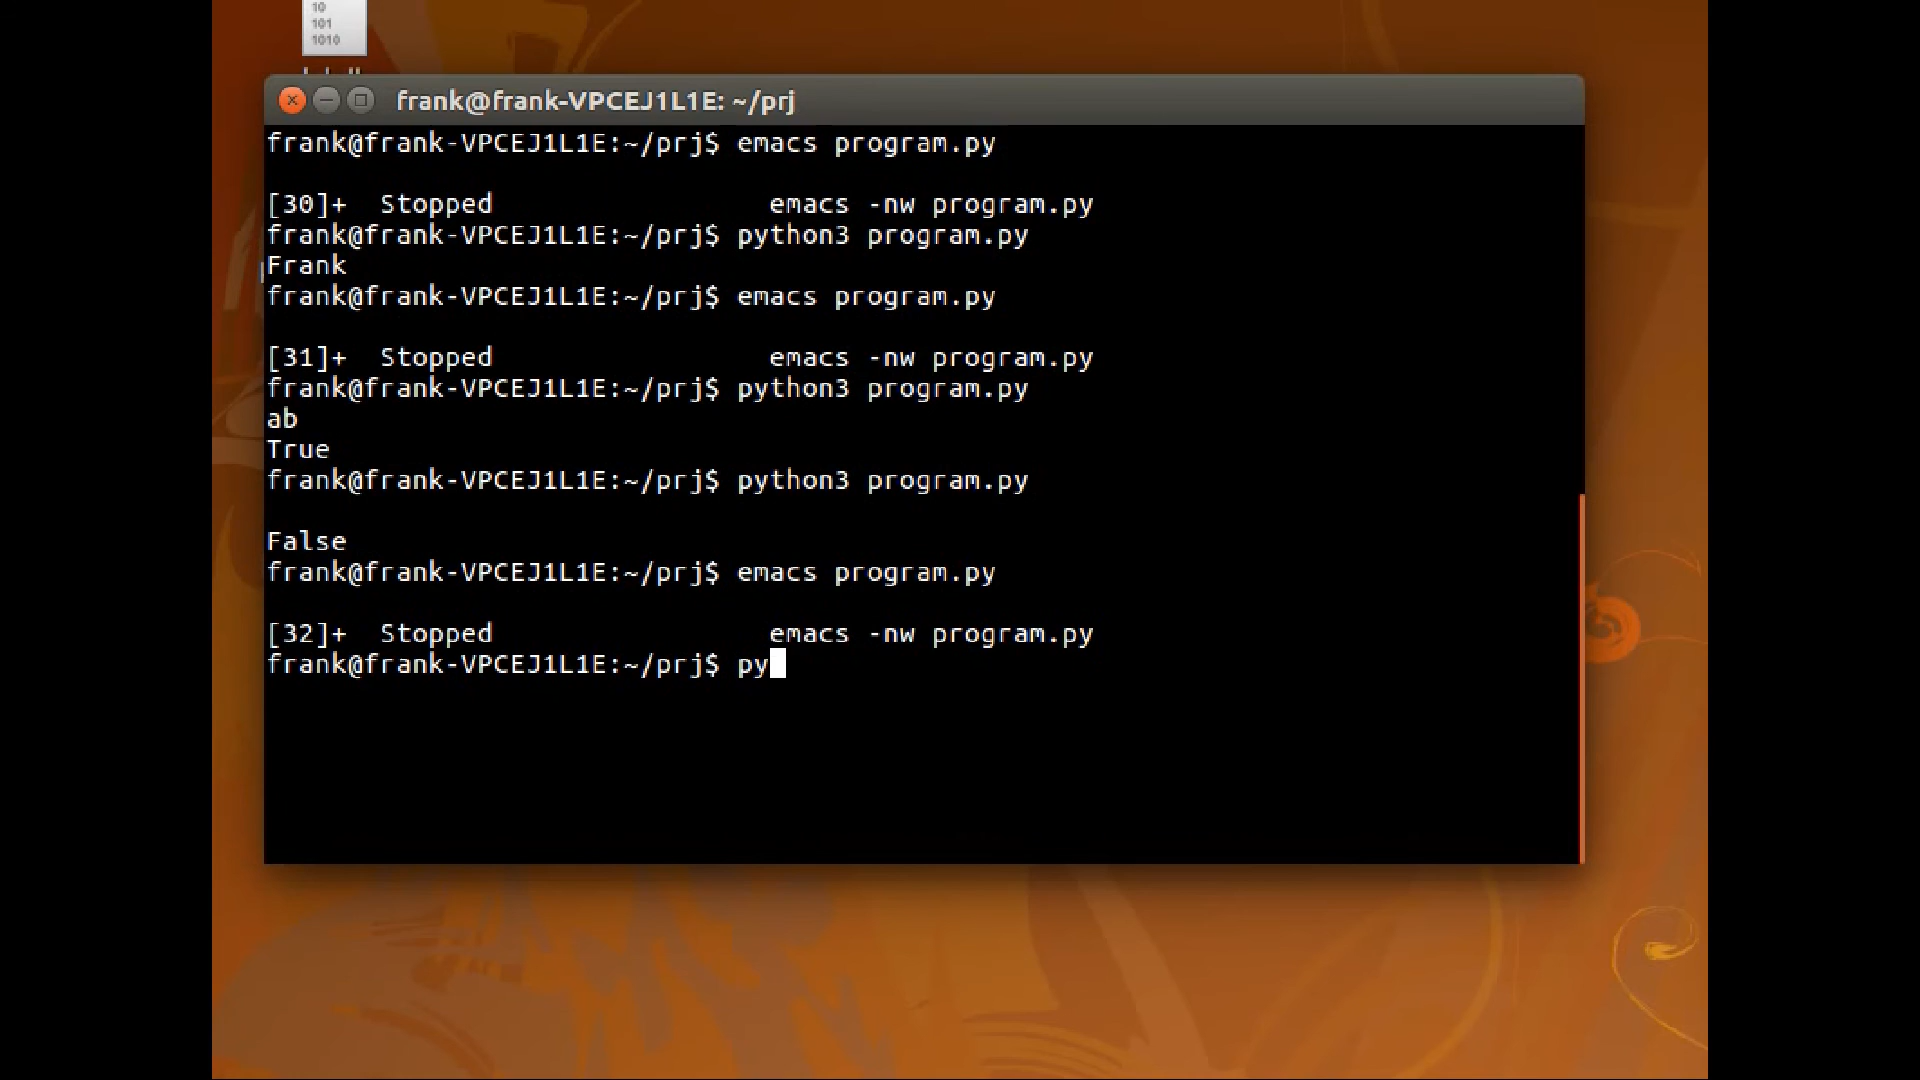 10
101
1010
frank@frank-VPCEJ1L1E: ~/prj
frank@frank-VPCEJ1L1E:~/prj$ emacs program.py
[30]+  Stopped                 emacs -nw program.py
frank@frank-VPCEJ1L1E:~/prj$ python3 program.py
Frank
frank@frank-VPCEJ1L1E:~/prj$ emacs program.py
[31]+  Stopped                 emacs -nw program.py
frank@frank-VPCEJ1L1E:~/prj$ python3 program.py
ab
True
frank@frank-VPCEJ1L1E:~/prj$ python3 program.py
False
frank@frank-VPCEJ1L1E:~/prj$ emacs program.py
[32]+  Stopped                 emacs -nw program.py
frank@frank-VPCEJ1L1E:~/prj$ py